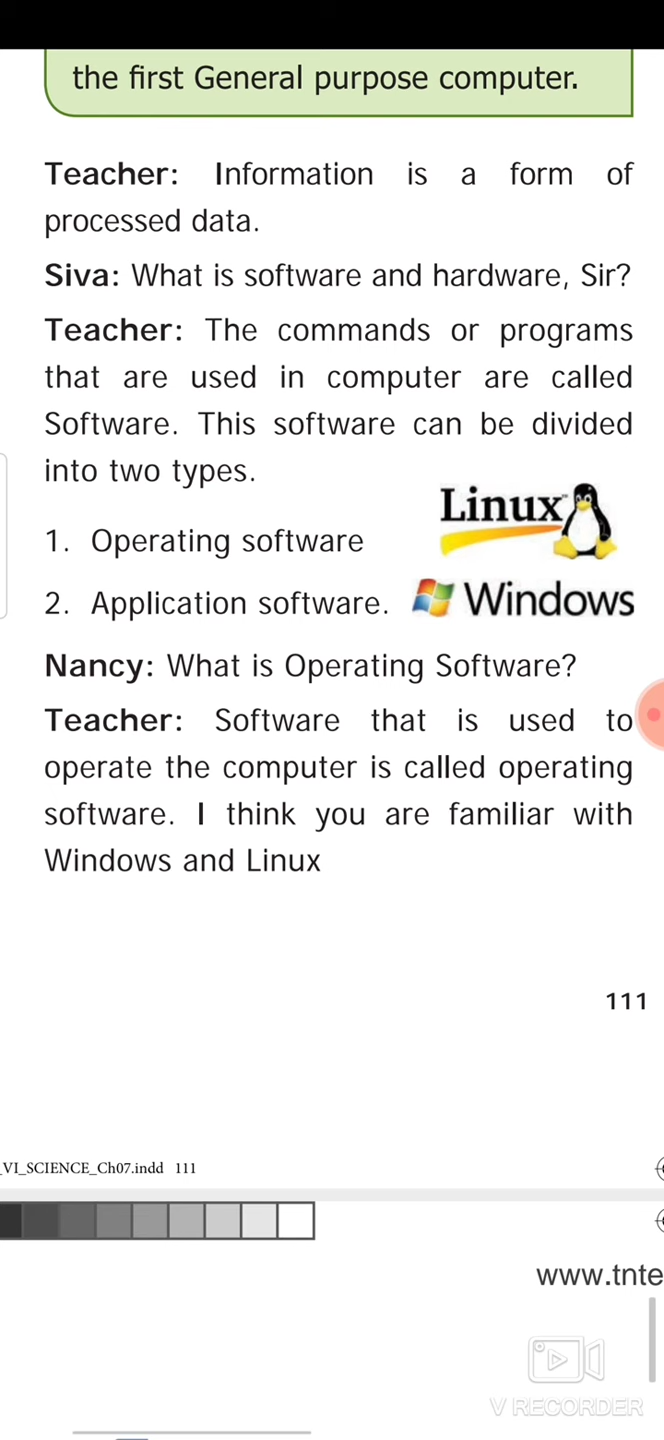 the first General purpose computer.
Teacher: Information is a form of
processed data.
Siva: What is software and hardware, Sir?
Teacher: The commands or programs
that are used in computer are called
Software. This software can be divided
into two types.
Linux™
1. Operating software
2. Application software.
Windows
Nancy: What is Operating Software?
Teacher: Software that is used to
operate the computer is called operating
software. I think you are familiar with
Windows and Linux
111
_VI_SCIENCE_Ch07.indd 111
www.tnte
V RECORDER